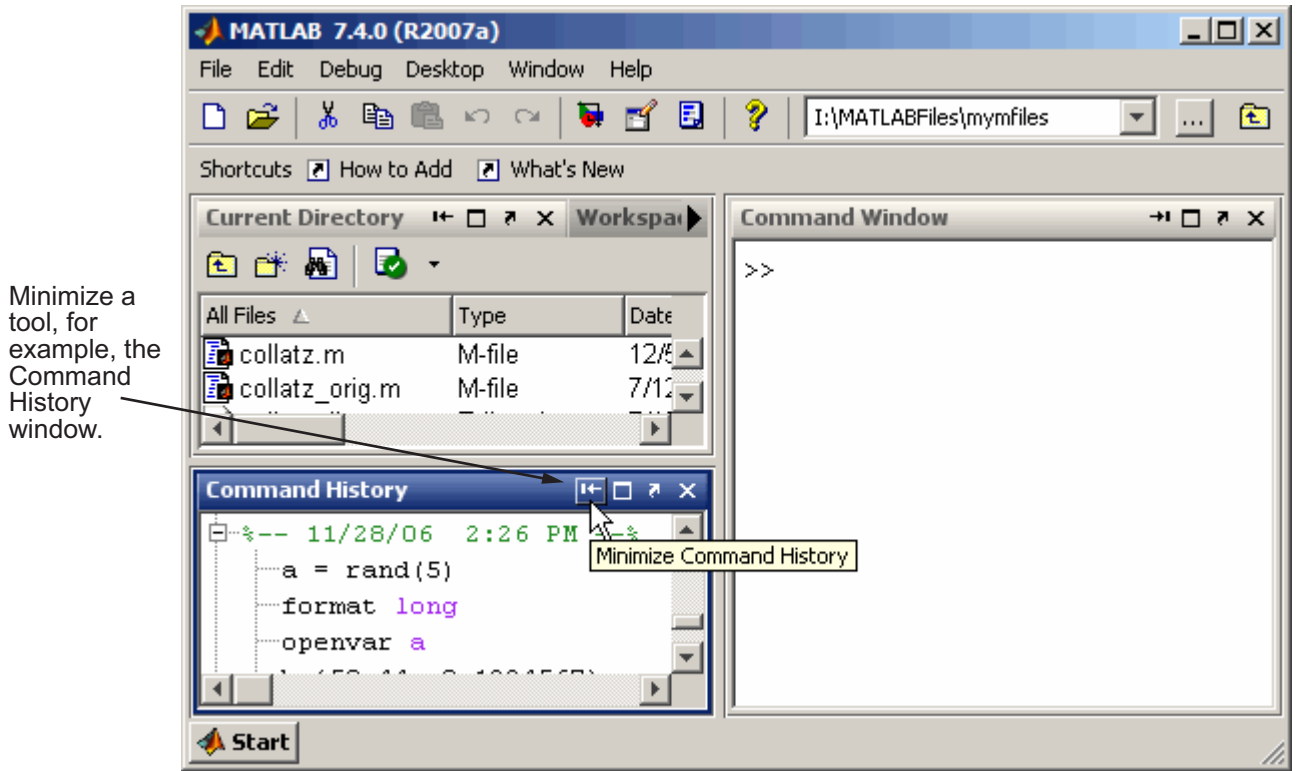 MATLAB 7.4.0 (R2007a)
File Edit Debug Desktop Window Help
I:\MATLABFiles\mymfiles ...
Shortcuts How to Add What's New
Current Directory Workspa
Command Window
>>
All Files Type Date
collatz.m M-file 12/5
collatz_orig.m M-file 7/12
Minimize a
tool, for
example, the
Command
History
window.
Command History
%-- 11/28/06 2:26 PM --%
Minimize Command History
a = rand(5)
format long
openvar a
Start